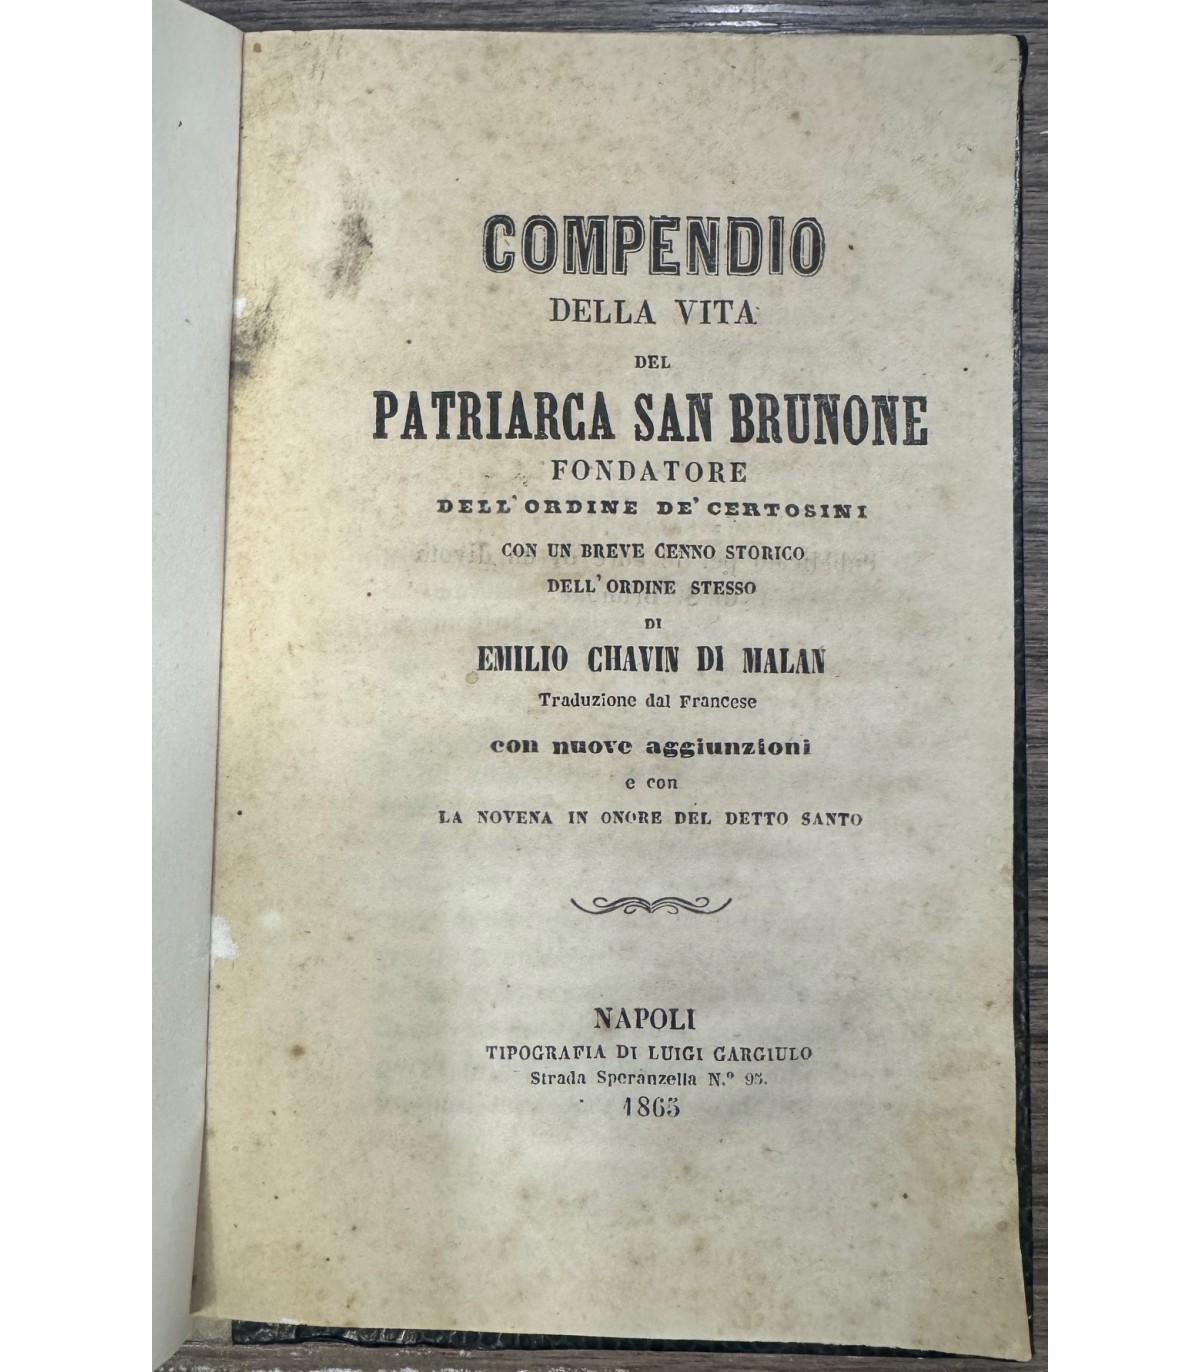 COMPENDIO
DELLA VITA
DEL
PATRIARCA SAN BRUNONE
FONDATORE
DELL'ORDINE DE' CERTOSINI
CON UN BREVE CENNO STORICO
DELL'ORDINE STESSO
DI
EMILIO CHAVIN DI MALAN
Traduzione dal Francese
con nuove aggiunzioni
e con
LA NOVENA IN ONORE DEL DETTO SANTO
NAPOLI
TIPOGRAFIA DI LUIGI GARGIULO
Strada Speranzella N.º 95.
1865